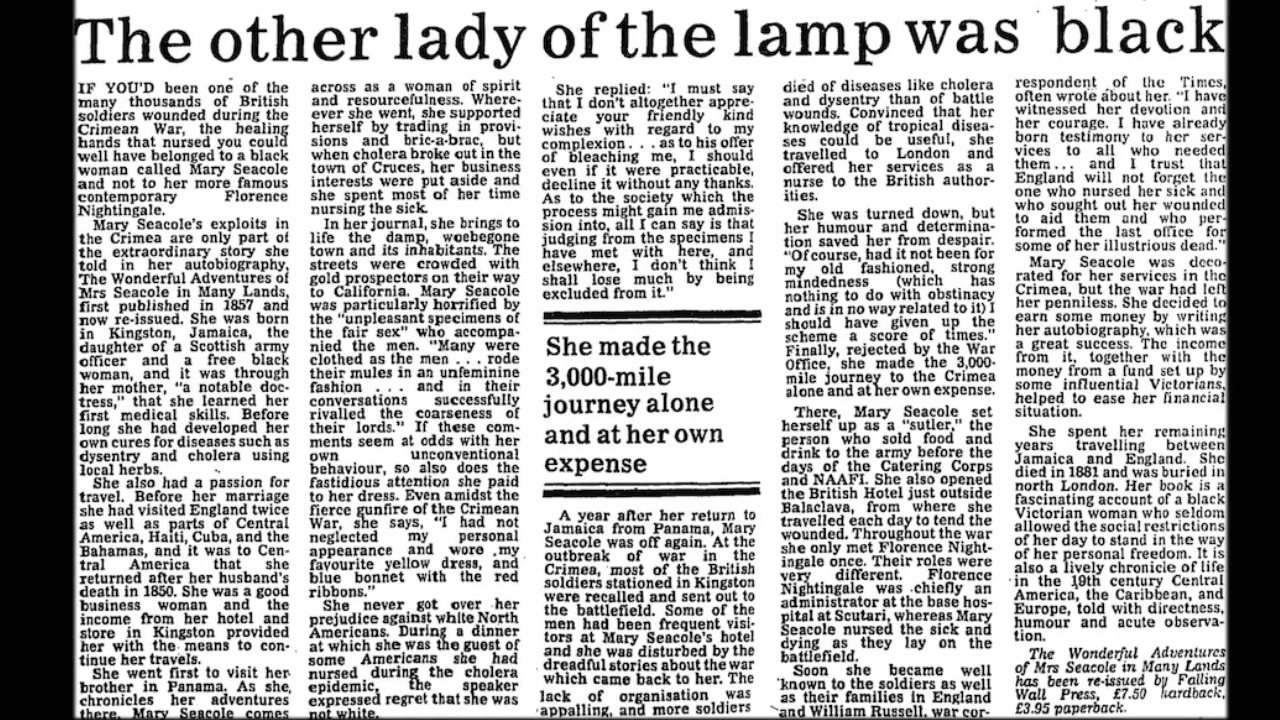 The other lady of the lamp was black
IF YOU'D been one of the
many thousands of British
soldiers wounded during the
Crimean War, the healing
hands that nursed you could
well have belonged to a black
woman called Mary Seacole
and not to her more famous
contemporary Florence
Nightingale.
Mary Seacole's exploits in
the Crimea are only part of
the extraordinary story she
told in her autobiography,
The Wonderful Adventures of
Mrs Seacole in Many Lands,
first published in 1857 and
now re-issued. She was born
in Kingston, Jamaica, the
daughter of a Scottish army
officer and a free black
woman, and it was through
her mother, "a notable doc-
tress," that she learned her
first medical skills. Before
long she had developed her
own cures for diseases such as
dysentry and cholera using
local herbs.
She also had a passion for
travel. Before her marriage
she had visited England twice
as well as parts of Central
America, Haiti, Cuba, and the
Bahamas, and it was to Cen-
tral America that she
returned after her husband's
death in 1850. She was a good
business woman and the
income from her hotel and
store in Kingston provided
her with the means to con-
tinue her travels.
She went first to visit her
brother in Panama. As she
chronicles her adventures
there, Mary Seacole comes
across as a woman of spirit
and resourcefulness. Where-
ever she went, she supported
herself by trading in provi-
sions and bric-a-brac, but
when cholera broke out in the
town of Cruces, her business
interests were put aside and
she spent most of her time
nursing the sick.
In her journal, she brings to
life the damp, woebegone
town and its inhabitants. The
streets were crowded with
gold prospectors on their way
to California. Mary Seacole
was particularly horrified by
the "unpleasant specimens of
the fair sex" who accompa-
nied the men. "Many were
clothed as the men . . . rode
their mules in an unfeminine
fashion . . . and in their
conversations successfully
rivalled the coarseness of
their lords." If these com-
ments seem at odds with her
own unconventional
behaviour, so also does the
fastidious attention she paid
to her dress. Even amidst the
fierce gunfire of the Crimean
War, she says, "I had not
neglected my personal
appearance and wore my
favourite yellow dress, and
blue bonnet with the red
ribbons."
She never got over her
prejudice against white North
Americans. During a dinner
at which she was the guest of
some Americans she had
nursed during the cholera
epidemic, the speaker
expressed regret that she was
not white.
She replied: "I must say
that I don't altogether appre-
ciate your friendly kind
wishes with regard to my
complexion . . . as to his offer
of bleaching me, I should
even if it were practicable,
decline it without any thanks.
As to the society which the
process might gain me admis-
sion into, all I can say is that
judging from the specimens I
have met with here, and
elsewhere, I don't think I
shall lose much by being
excluded from it."
She made the
3,000-mile
journey alone
and at her own
expense
A year after her return to
Jamaica from Panama, Mary
Seacole was off again. At the
outbreak of war in the
Crimea, most of the British
soldiers stationed in Kingston
were recalled and sent out to
the battlefield. Some of the
men had been frequent visi-
tors at Mary Seacole's hotel
and she was disturbed by the
dreadful stories about the war
which came back to her. The
lack of organisation was
appalling, and more soldiers
died of diseases like cholera
and dysentry than of battle
wounds. Convinced that her
knowledge of tropical disea-
ses could be useful, she
travelled to London and
offered her services as a
nurse to the British author-
ities.
She was turned down, but
her humour and determina-
tion saved her from despair.
"Of course, had it not been for
my old fashioned, strong
mindedness (which has
nothing to do with obstinacy
and is in no way related to it) I
should have given up the
scheme a score of times."
Finally, rejected by the War
Office, she made the 3,000-
mile journey to the Crimea
alone and at her own expense.
There, Mary Seacole set
herself up as a "sutler," the
person who sold food and
drink to the army before the
days of the Catering Corps
and NAAFI. She also opened
the British Hotel just outside
Balaclava, from where she
travelled each day to tend the
wounded. Throughout the war
she only met Florence Night-
ingale once. Their roles were
very different. Florence
Nightingale was chiefly an
administrator at the base hos-
pital at Scutari, whereas Mary
Seacole nursed the sick and
dying as they lay on the
battlefield.
Soon she became well
known to the soldiers as well
as their families in England
and William Russell, war cor-
respondent of the Times,
often wrote about her. "I have
witnessed her devotion and
her courage. I have already
born testimony to her ser-
vices to all who needed
them . . . and I trust that
England will not forget the
one who nursed her sick and
who sought out her wounded
to aid them and who per-
formed the last office for
some of her illustrious dead."
Mary Seacole was deco-
rated for her services in the
Crimea, but the war had left
her penniless. She decided to
earn some money by writing
her autobiography, which was
a great success. The income
from it, together with the
money from a fund set up by
some influential Victorians,
helped to ease her financial
situation.
She spent her remaining
years travelling between
Jamaica and England. She
died in 1881 and was buried in
north London. Her book is a
fascinating account of a black
Victorian woman who seldom
allowed the social restrictions
of her day to stand in the way
of her personal freedom. It is
also a lively chronicle of life
in the 19th century Central
America, the Caribbean, and
Europe, told with directness,
humour and acute observa-
tion.
The Wonderful Adventures
of Mrs Seacole in Many Lands
has been re-issued by Falling
Wall Press, £7.50 hardback,
£3.95 paperback.